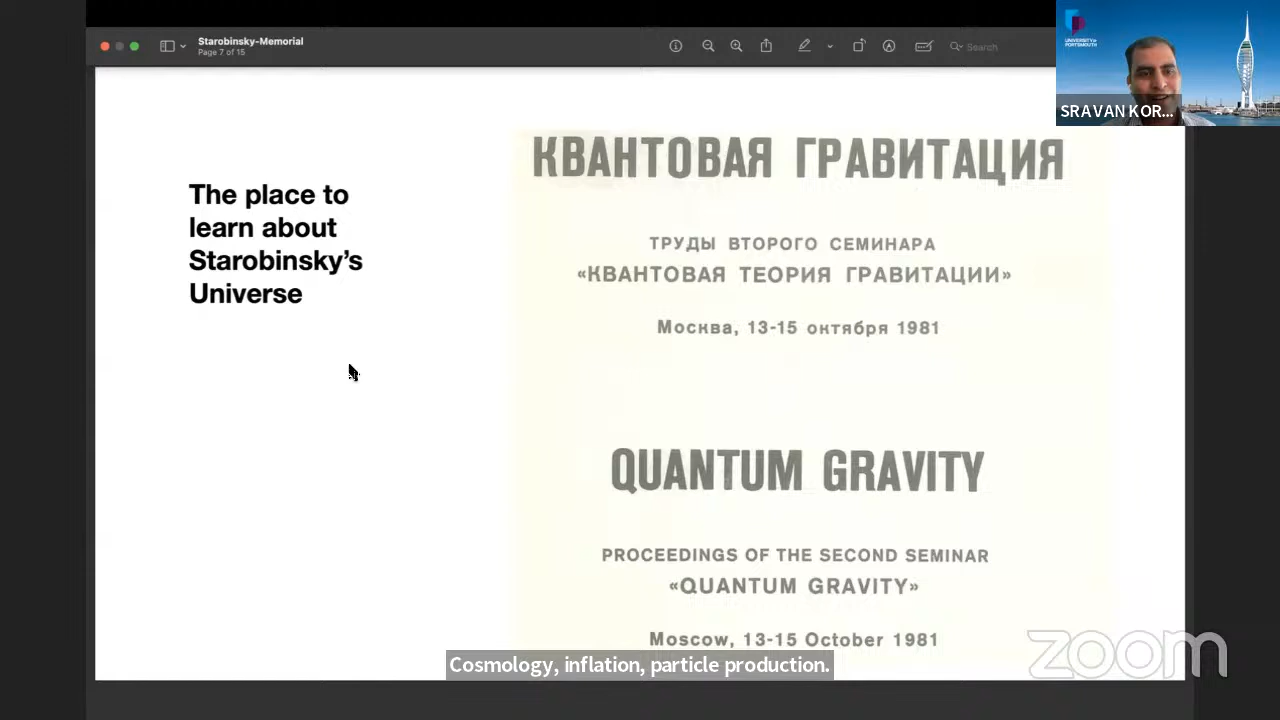 Starobinsky-Memorial
Page 7 of 15
Search
UNIVERSITY OF
PORTSMOUTH
SRAVAN KOR...
The place to
learn about
Starobinsky's
Universe
КВАНТОВАЯ ГРАВИТАЦИЯ
ТРУДЫ ВТОРОГО СЕМИНАРА
«КВАНТОВАЯ ТЕОРИЯ ГРАВИТАЦИИ»
Москва, 13-15 октября 1981
QUANTUM GRAVITY
PROCEEDINGS OF THE SECOND SEMINAR
«QUANTUM GRAVITY»
Moscow, 13-15 October 1981
Cosmology, inflation, particle production.
zoom